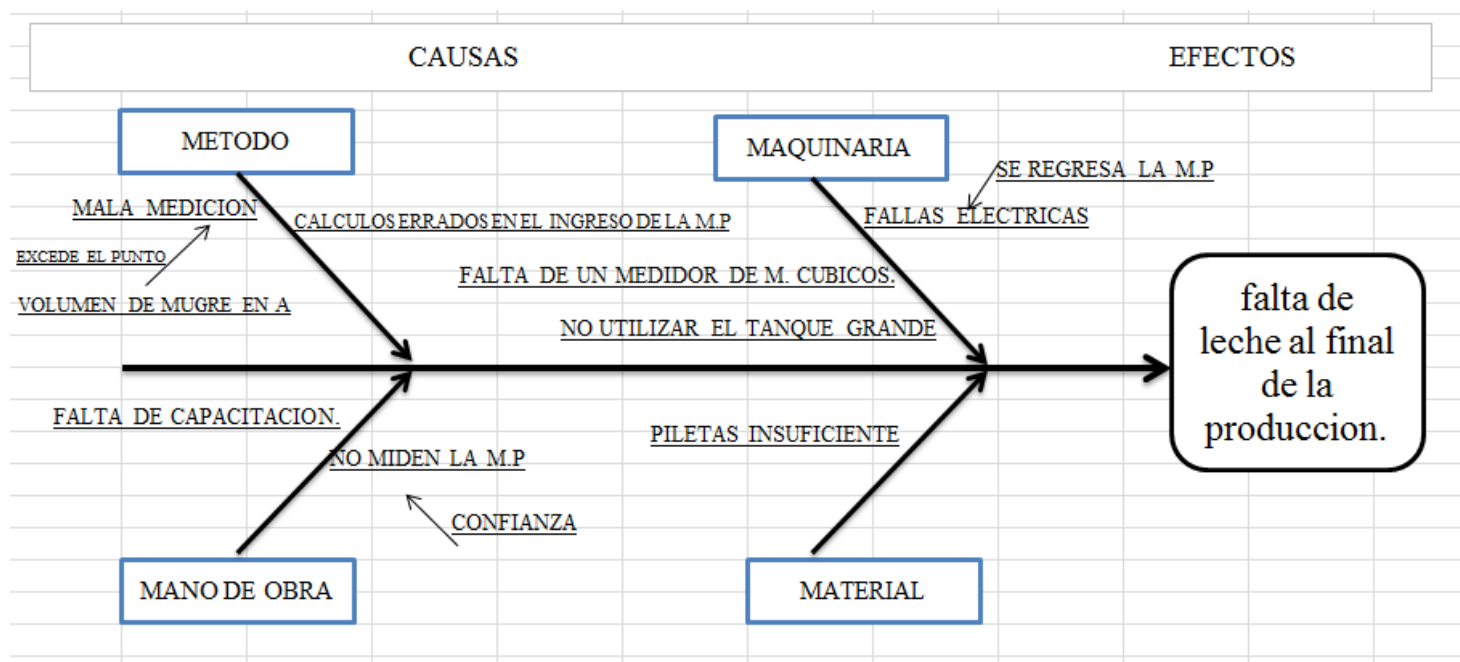 CAUSAS
EFECTOS
METODO
MAQUINARIA
SE REGRESA LA M.P
MALA MEDICION
CALCULOS ERRADOS EN EL INGRESO DE LA M.P
FALLAS ELECTRICAS
EXCEDE EL PUNTO
FALTA DE UN MEDIDOR DE M. CUBICOS.
VOLUMEN DE MUGRE EN A
NO UTILIZAR EL TANQUE GRANDE
falta de
leche al final
de la
produccion.
FALTA DE CAPACITACION.
PILETAS INSUFICIENTE
NO MIDEN LA M.P
CONFIANZA
MANO DE OBRA
MATERIAL